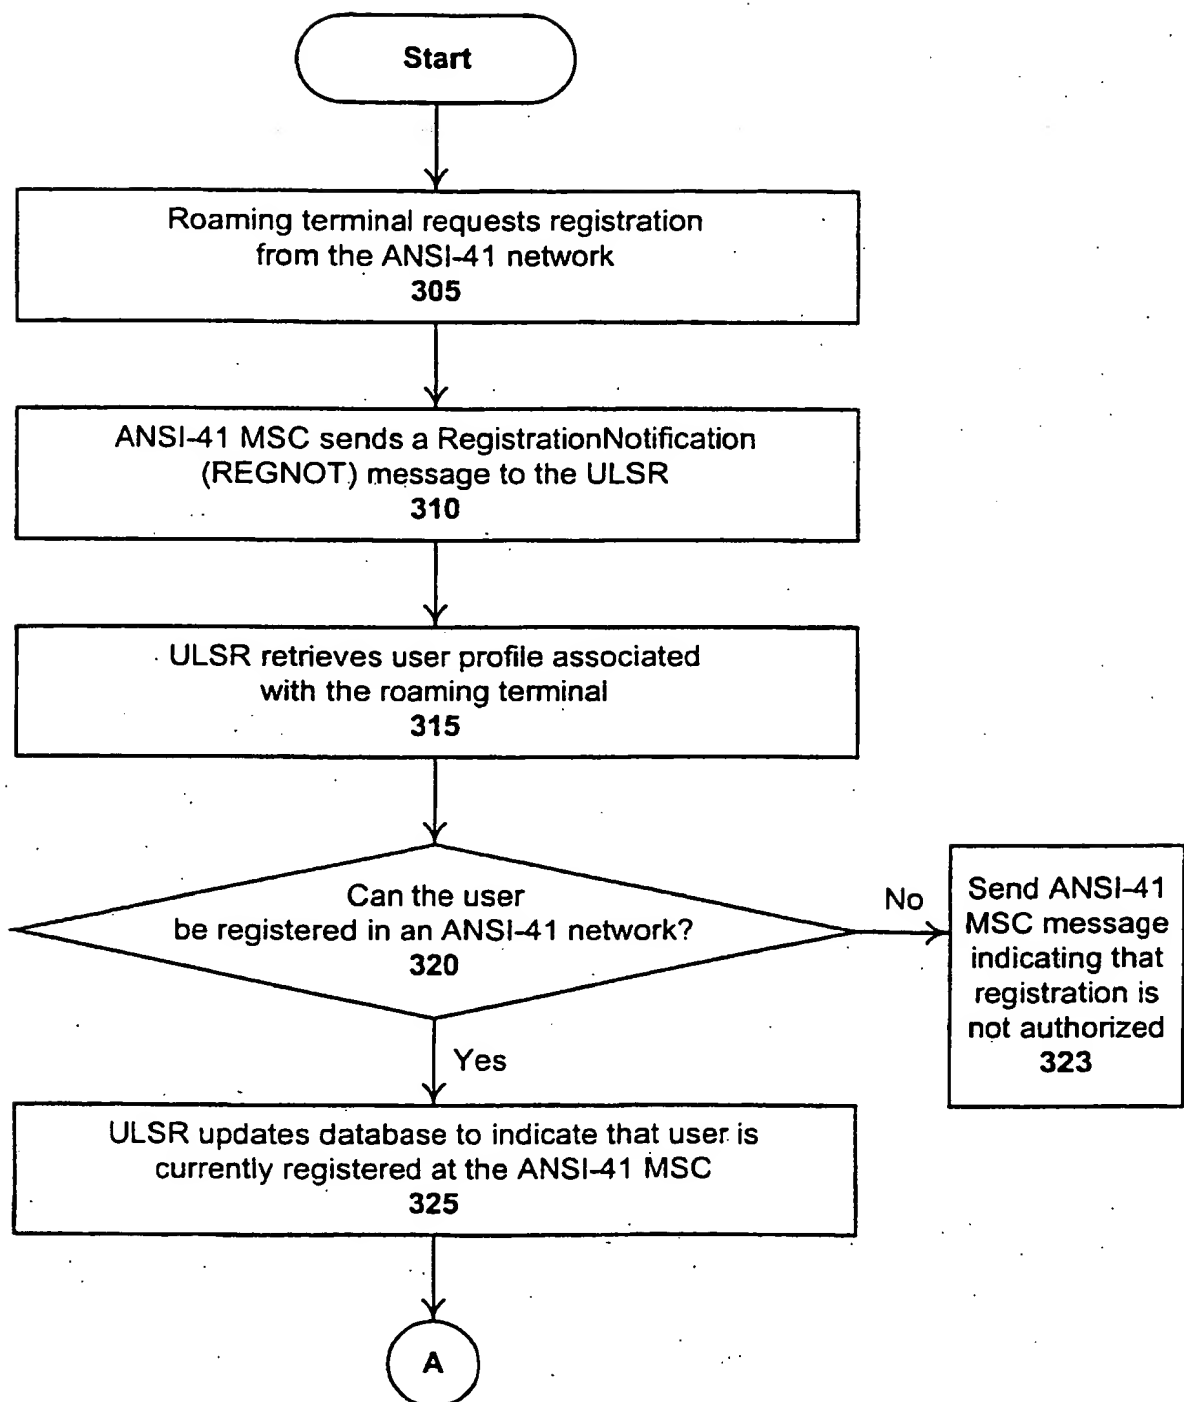 Start
Roaming terminal requests registration
from the ANSI-41 network
305
ANSI-41 MSC sends a RegistrationNotification
(REGNOT) message to the ULSR
310
ULSR retrieves user profile associated
with the roaming terminal
315
Can the user
be registered in an ANSI-41 network?
320
No
Send ANSI-41
MSC message
indicating that
registration is
not authorized
323
Yes
ULSR updates database to indicate that user is
currently registered at the ANSI-41 MSC
325
A